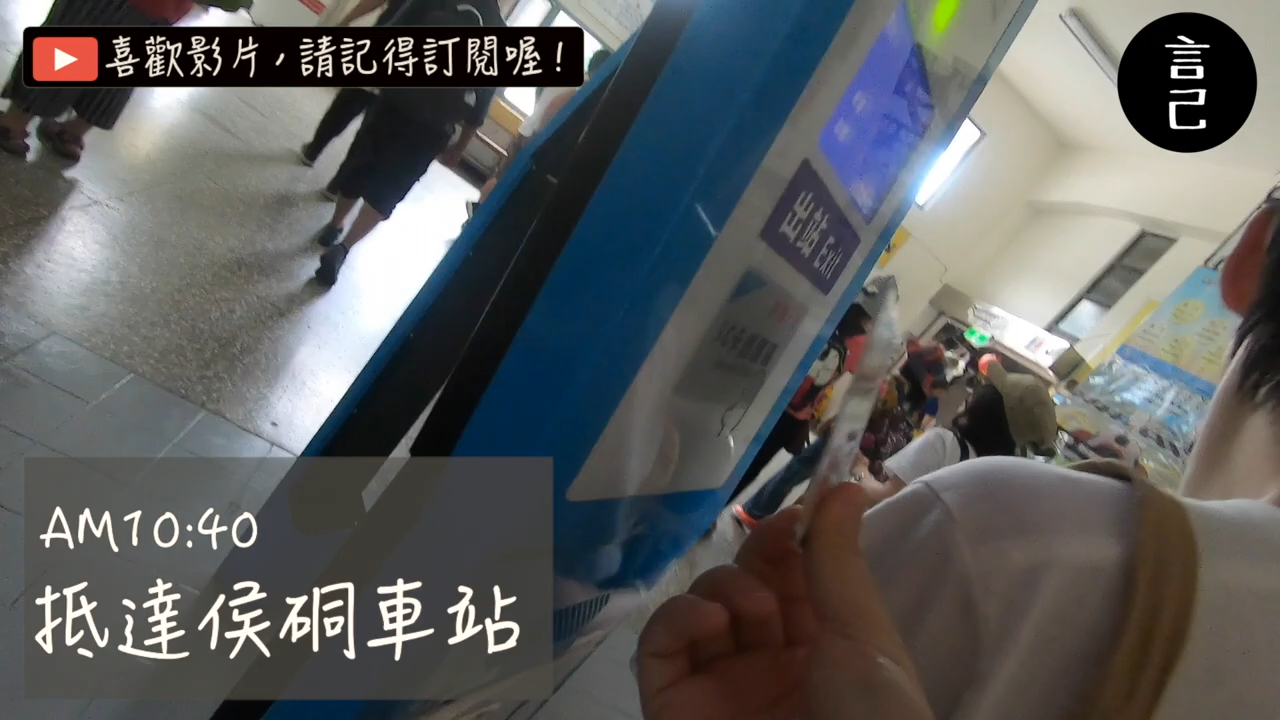 喜歡影片，請記得訂閱喔！
言
己
出站 Exit
AM10:40
抵達侯硐車站